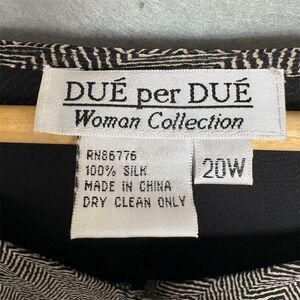 DUÉ per DUÉ
Woman Collection
RN86776
100% SILK
MADE IN CHINA
DRY CLEAN ONLY
20W